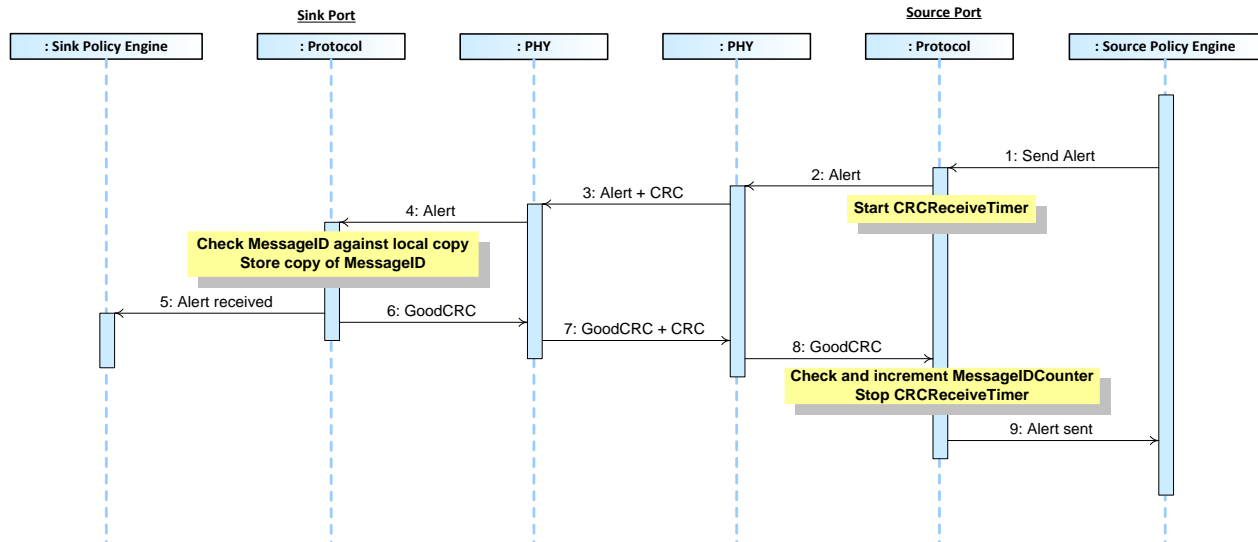 Sink Port
Source Port
: Sink Policy Engine
: Protocol
: PHY
: PHY
: Protocol
: Source Policy Engine
1: Send Alert
2: Alert
3: Alert + CRC
4: Alert
Start CRCReceiveTimer
Check MessageID against local copy
Store copy of MessageID
5: Alert received
6: GoodCRC
7: GoodCRC + CRC
8: GoodCRC
Check and increment MessageIDCounter
Stop CRCReceiveTimer
9: Alert sent